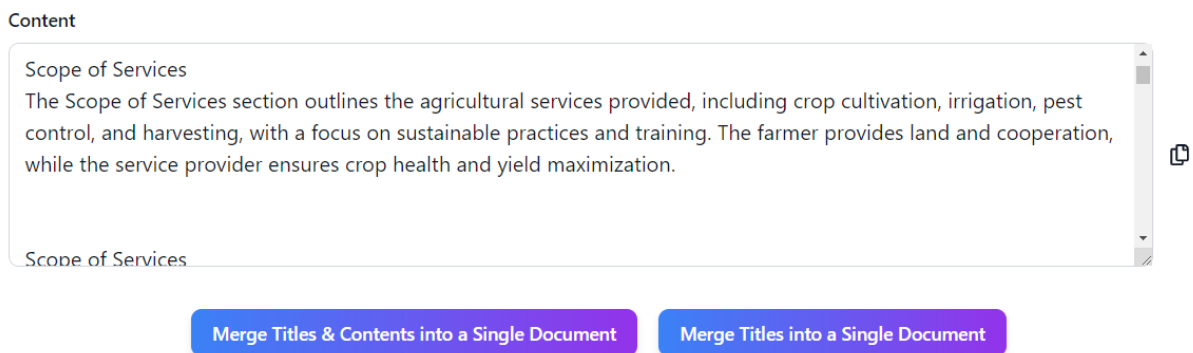 Content
Scope of Services
The Scope of Services section outlines the agricultural services provided, including crop cultivation, irrigation, pest
control, and harvesting, with a focus on sustainable practices and training. The farmer provides land and cooperation,
while the service provider ensures crop health and yield maximization.
Scope of Services
Merge Titles & Contents into a Single Document
Merge Titles into a Single Document